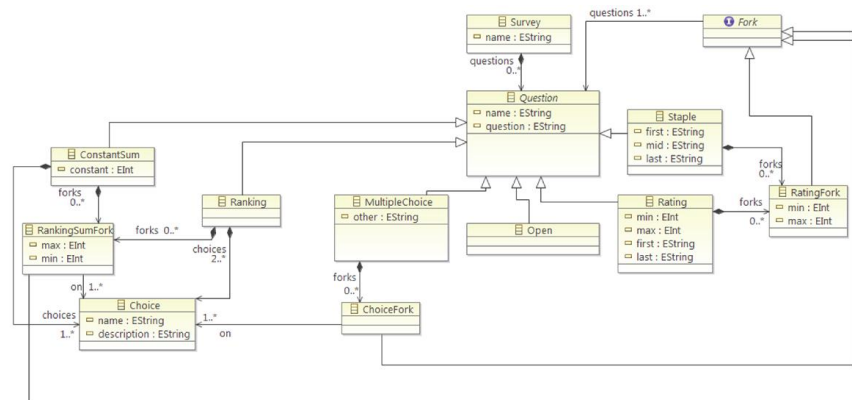 Survey
name : EString
questions
0..*
questions 1..*
Fork
Question
name : EString
question : EString
Staple
first : EString
mid : EString
last : EString
forks
0..*
ConstantSum
constant : EInt
forks
0..*
Ranking
MultipleChoice
other : EString
Rating
min : EInt
max : EInt
first : EString
last : EString
forks
0..*
RatingFork
min : EInt
max : EInt
Open
RankingSumFork
max : EInt
min : EInt
forks 0..*
choices
2..*
forks
0..*
on 1..*
Choice
name : EString
description : EString
choices
1..*
1..*
on
ChoiceFork